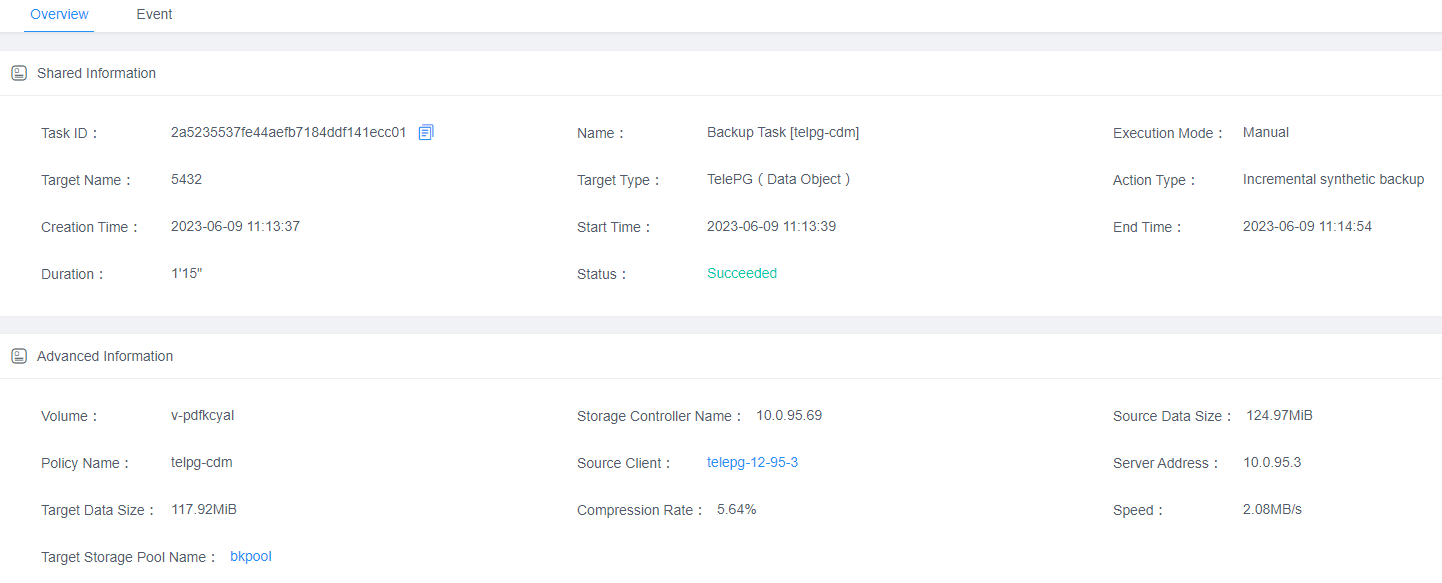 Overview Event
Shared Information
Task ID： 2a5235537fe44aefb7184ddf141ecc01 Name： Backup Task [telpg-cdm] Execution Mode： Manual
Target Name： 5432 Target Type： TelePG（Data Object） Action Type： Incremental synthetic backup
Creation Time： 2023-06-09 11:13:37 Start Time： 2023-06-09 11:13:39 End Time： 2023-06-09 11:14:54
Duration： 1'15" Status： Succeeded
Advanced Information
Volume： v-pdfkcyal Storage Controller Name： 10.0.95.69 Source Data Size： 124.97MiB
Policy Name： telpg-cdm Source Client： telepg-12-95-3 Server Address： 10.0.95.3
Target Data Size： 117.92MiB Compression Rate： 5.64% Speed： 2.08MB/s
Target Storage Pool Name： bkpool